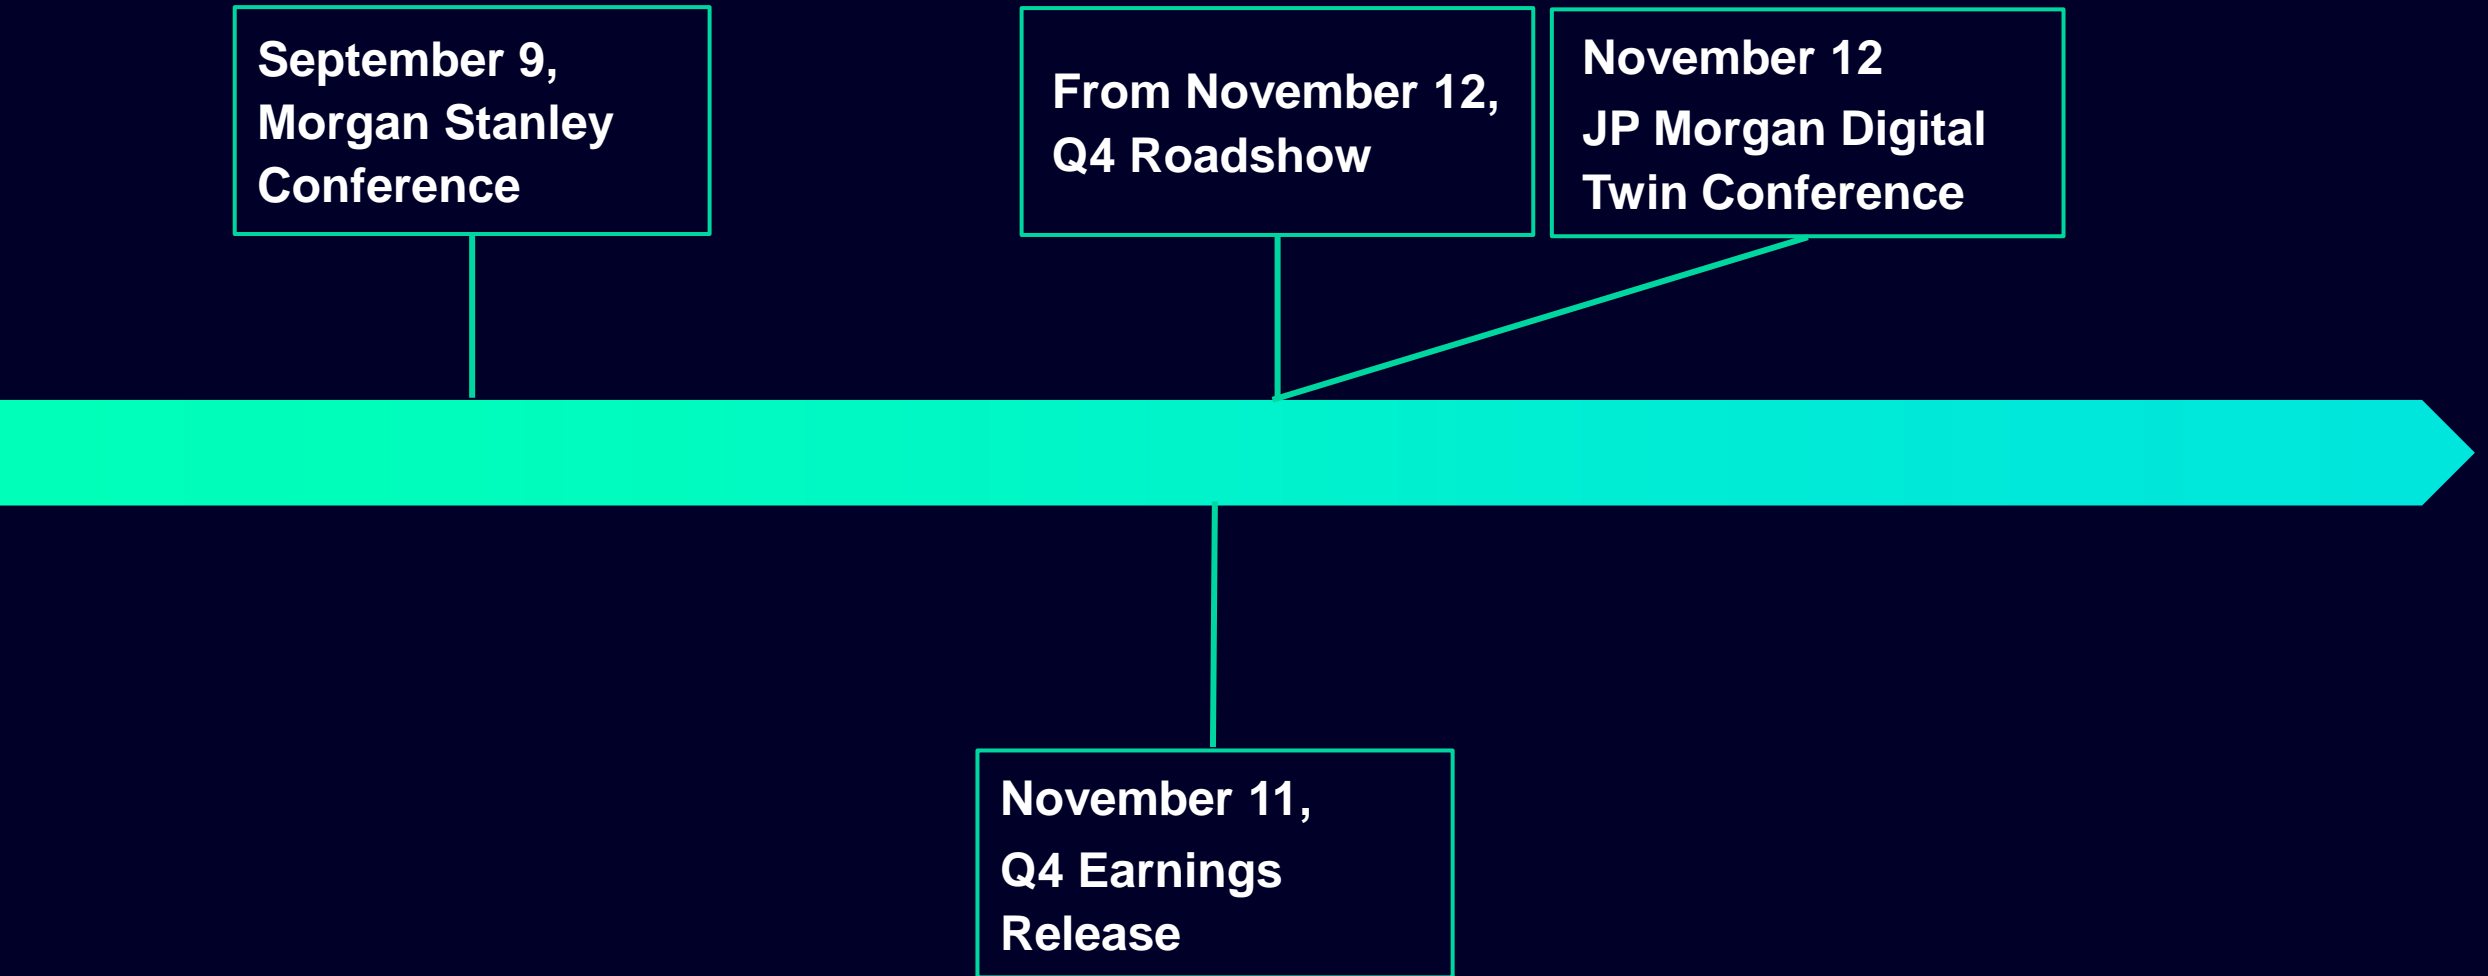 September 9,
Morgan Stanley
Conference
From November 12,
Q4 Roadshow
November 12
JP Morgan Digital
Twin Conference
November 11,
Q4 Earnings
Release